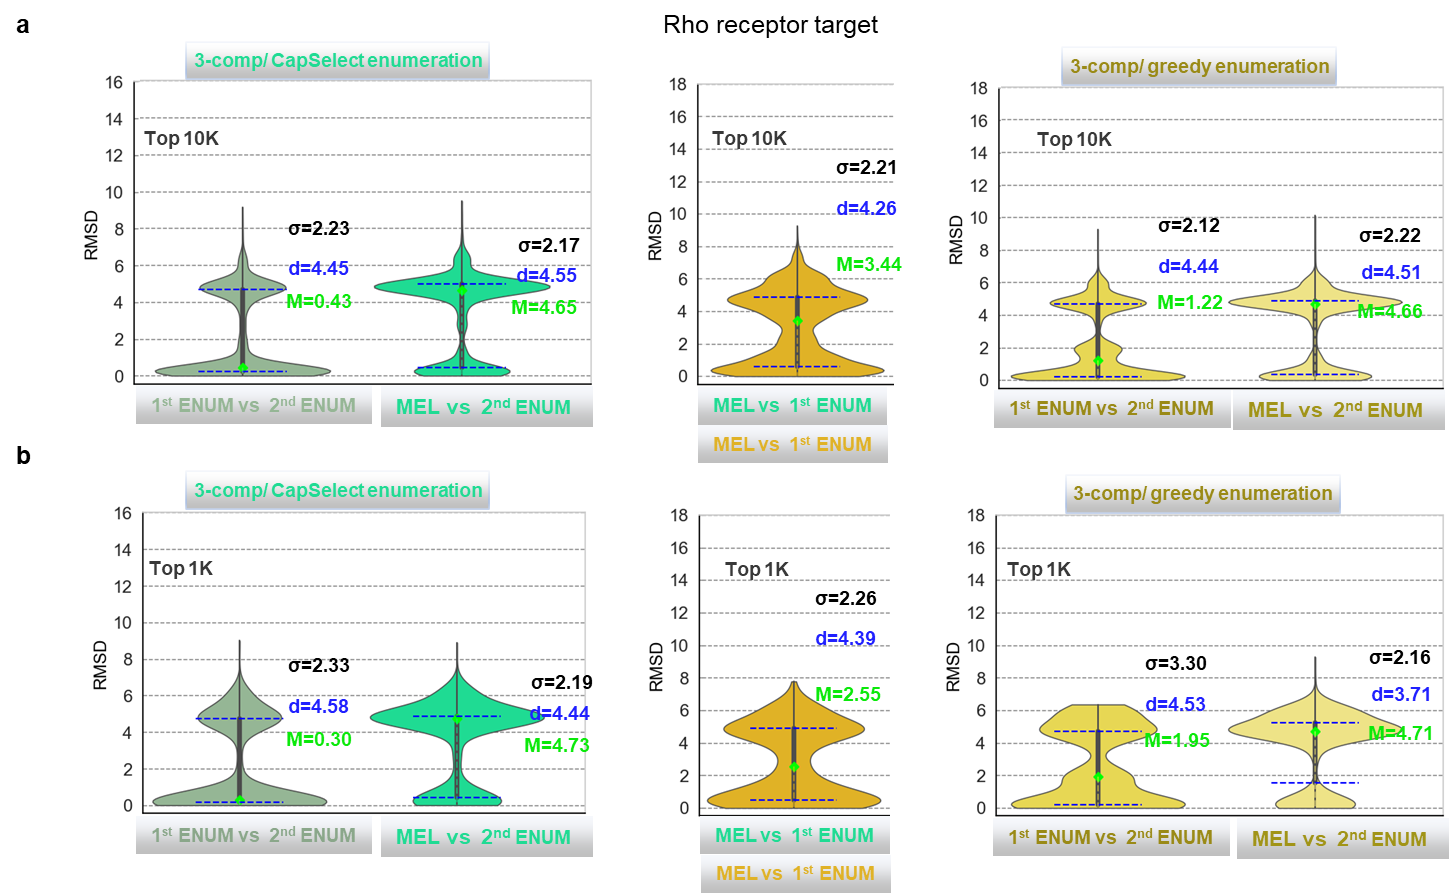 a
Rho receptor target
3-comp/ CapSelect enumeration
16
14
12
10
8
6
4
2
0
RMSD
Top 10K
σ=2.23
d=4.45
M=0.43
σ=2.17
d=4.55
M=4.65
1st ENUM vs 2nd ENUM
MEL vs 2nd ENUM
18
16
14
12
10
8
6
4
2
0
RMSD
Top 10K
σ=2.21
d=4.26
M=3.44
MEL vs 1st ENUM
MEL vs 1st ENUM
3-comp/ greedy enumeration
18
16
14
12
10
8
6
4
2
0
RMSD
Top 10K
σ=2.12
d=4.44
M=1.22
σ=2.22
d=4.51
M=4.66
1st ENUM vs 2nd ENUM
MEL vs 2nd ENUM
b
3-comp/ CapSelect enumeration
16
14
12
10
8
6
4
2
0
RMSD
Top 1K
σ=2.33
d=4.58
M=0.30
σ=2.19
d=4.44
M=4.73
1st ENUM vs 2nd ENUM
MEL vs 2nd ENUM
18
16
14
12
10
8
6
4
2
0
RMSD
Top 1K
σ=2.26
d=4.39
M=2.55
MEL vs 1st ENUM
MEL vs 1st ENUM
3-comp/ greedy enumeration
18
16
14
12
10
8
6
4
2
0
RMSD
Top 1K
σ=3.30
d=4.53
M=1.95
σ=2.16
d=3.71
M=4.71
1st ENUM vs 2nd ENUM
MEL vs 2nd ENUM